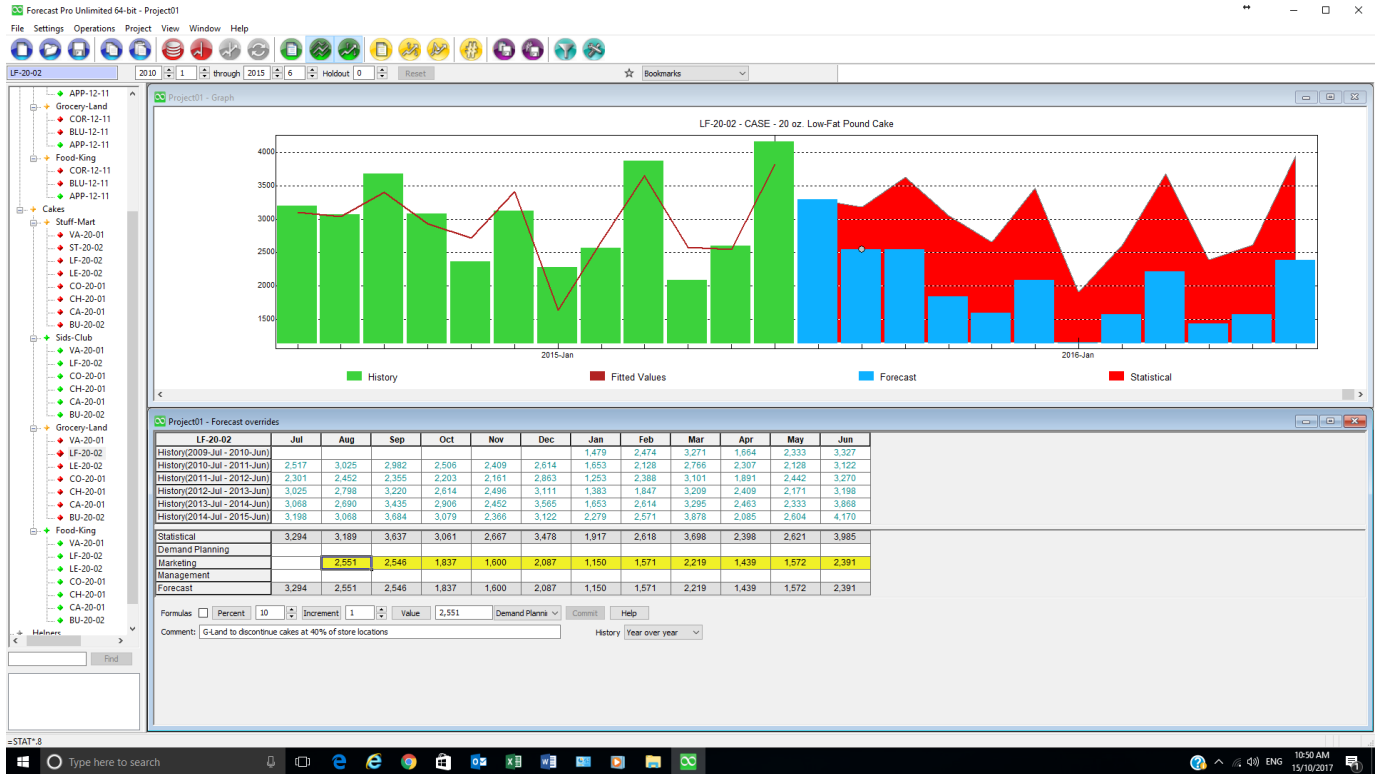 Forecast Pro Unlimited 64-bit - Project01
File Settings Operations Project View Window Help
LF-20-02 2010 1 through 2015 6 Holdout 0 Reset Bookmarks
APP-12-11
Grocery-Land
COR-12-11
BLU-12-11
APP-12-11
Food-King
COR-12-11
BLU-12-11
APP-12-11
Cakes
Stuff-Mart
VA-20-01
ST-20-02
LF-20-02
LE-20-02
CO-20-01
CH-20-01
CA-20-01
BU-20-02
Sids-Club
VA-20-01
LF-20-02
CO-20-01
CH-20-01
CA-20-01
BU-20-02
Grocery-Land
VA-20-01
LF-20-02
LE-20-02
CO-20-01
CH-20-01
CA-20-01
BU-20-02
Food-King
VA-20-01
LF-20-02
LE-20-02
CO-20-01
CH-20-01
CA-20-01
BU-20-02
Helpers
Find
Project01 - Graph
LF-20-02 - CASE - 20 oz. Low-Fat Pound Cake
4000
3500
3000
2500
2000
1500
2015-Jan 2016-Jan
History Fitted Values Forecast Statistical
Project01 - Forecast overrides
LF-20-02 Jul Aug Sep Oct Nov Dec Jan Feb Mar Apr May Jun
History(2009-Jul - 2010-Jun) 1,479 2,474 3,271 1,664 2,333 3,327
History(2010-Jul - 2011-Jun) 2,517 3,025 2,982 2,506 2,409 2,614 1,653 2,128 2,766 2,307 2,128 3,122
History(2011-Jul - 2012-Jun) 2,301 2,452 2,355 2,203 2,161 2,863 1,253 2,388 3,101 1,891 2,442 3,270
History(2012-Jul - 2013-Jun) 3,025 2,798 3,220 2,614 2,496 3,111 1,383 1,847 3,209 2,409 2,171 3,198
History(2013-Jul - 2014-Jun) 3,068 2,690 3,435 2,906 2,452 3,565 1,653 2,614 3,295 2,463 2,333 3,868
History(2014-Jul - 2015-Jun) 3,198 3,068 3,684 3,079 2,366 3,122 2,279 2,571 3,878 2,085 2,604 4,170
Statistical 3,294 3,189 3,637 3,061 2,667 3,478 1,917 2,618 3,698 2,398 2,621 3,985
Demand Planning
Marketing 2,551 2,546 1,837 1,600 2,087 1,150 1,571 2,219 1,439 1,572 2,391
Management
Forecast 3,294 2,551 2,546 1,837 1,600 2,087 1,150 1,571 2,219 1,439 1,572 2,391
Formulas Percent 10 Increment 1 Value 2,551 Demand Planni Commit Help
Comment: G-Land to discontinue cakes at 40% of store locations History Year over year
=STAT*.8
Type here to search
ENG 10:50 AM
15/10/2017